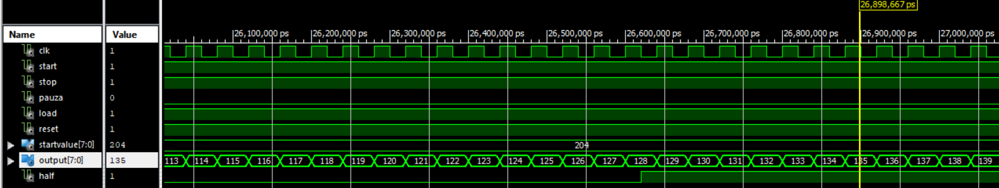 26,898,667 ps
Name Value 26,100,000 ps 26,200,000 ps 26,300,000 ps 26,400,000 ps 26,500,000 ps 26,600,000 ps 26,700,000 ps 26,800,000 ps 26,900,000 ps 27,000,000 ps
clk 1
start 1
stop 1
pauza 0
load 1
reset 1
startvalue[7:0] 204 204
output[7:0] 135 113 114 115 116 117 118 119 120 121 122 123 124 125 126 127 128 129 130 131 132 133 134 135 136 137 138 139
half 1